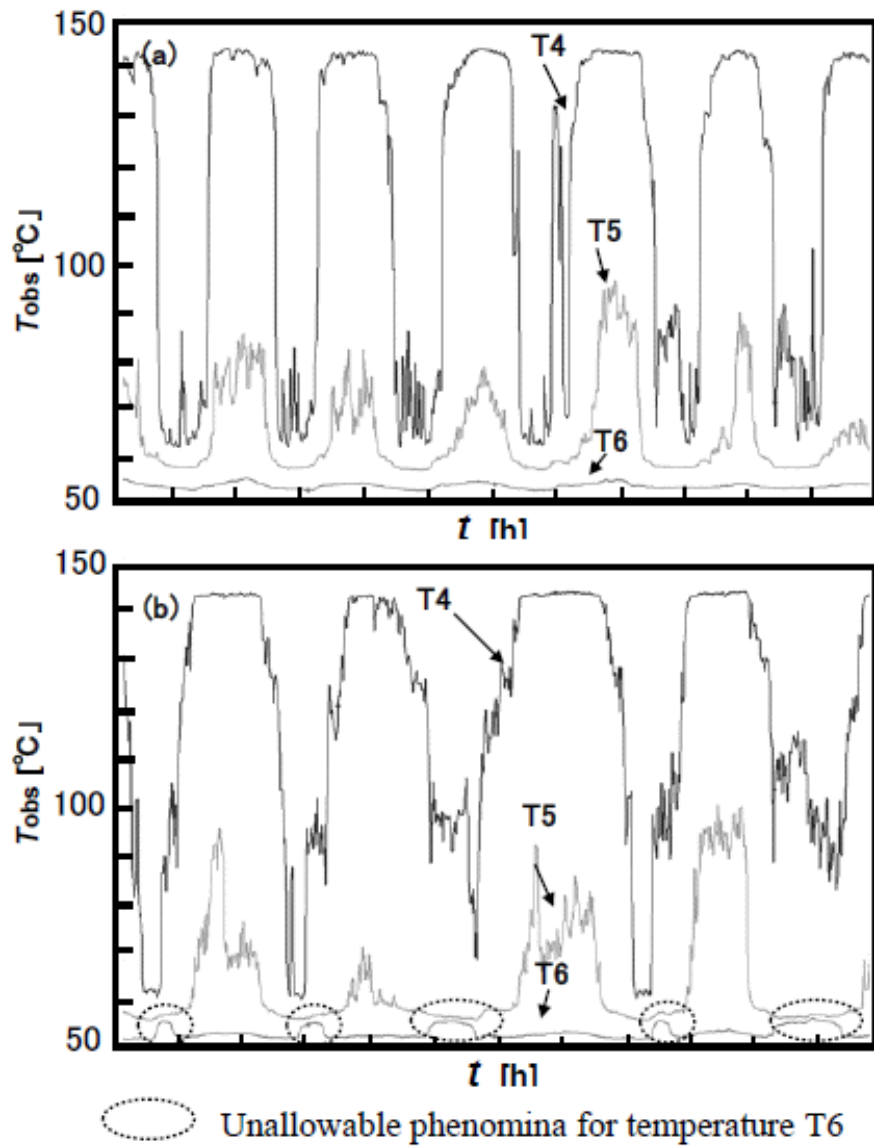 150
(a)
T4
T5
100
Tobs [℃]
T6
50
t [h]
150
(b)
T4
100
T5
Tobs [℃]
T6
50
t [h]
Unallowable phenomina for temperature T6